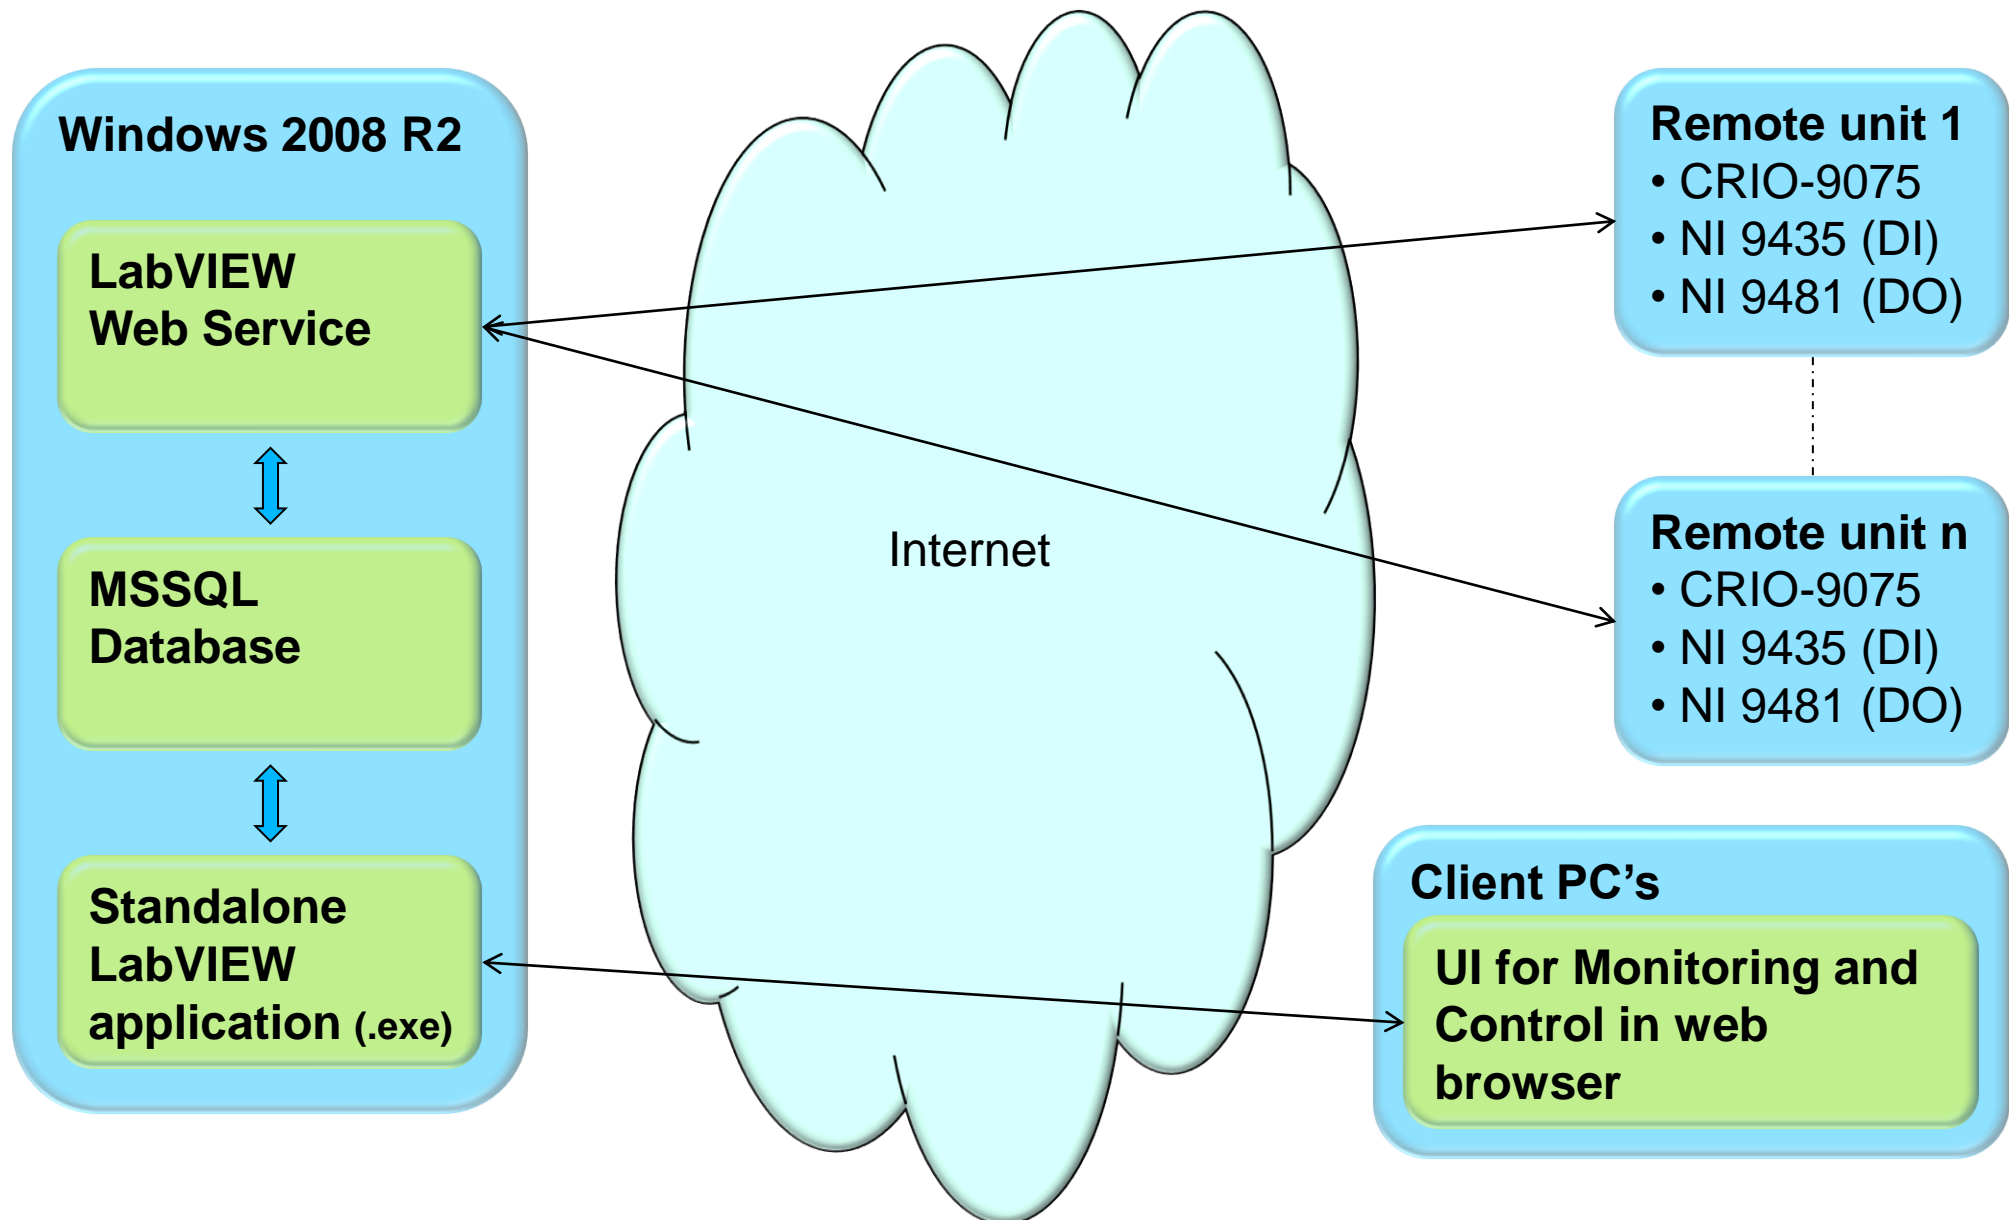 Windows 2008 R2
LabVIEW
Web Service
MSSQL
Database
Standalone
LabVIEW
application (.exe)
Internet
Remote unit 1
• CRIO-9075
• NI 9435 (DI)
• NI 9481 (DO)
Remote unit n
• CRIO-9075
• NI 9435 (DI)
• NI 9481 (DO)
Client PC’s
UI for Monitoring and
Control in web
browser